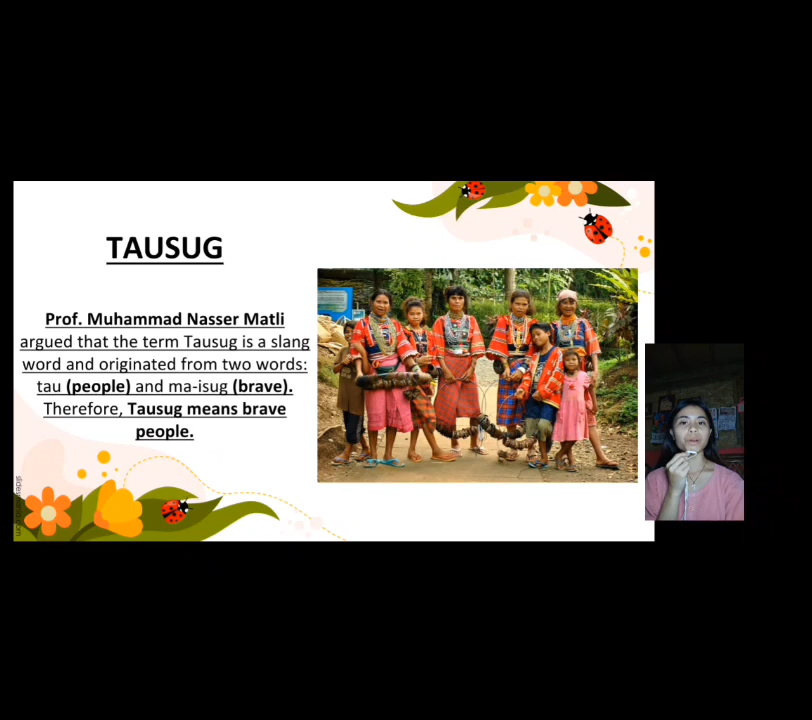 TAUSUG
Prof. Muhammad Nasser Matli
argued that the term Tausug is a slang
word and originated from two words:
tau (people) and ma-isug (brave).
Therefore, Tausug means brave
people.